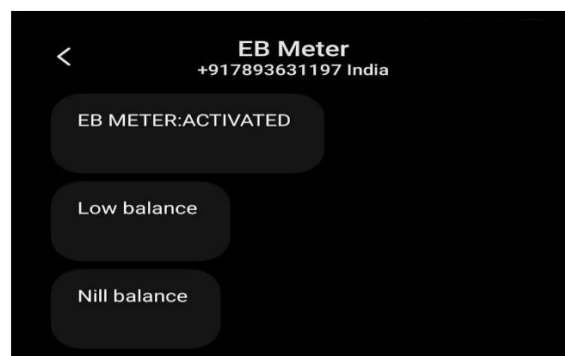 EB Meter
+917893631197 India
EB METER:ACTIVATED
Low balance
Nill balance